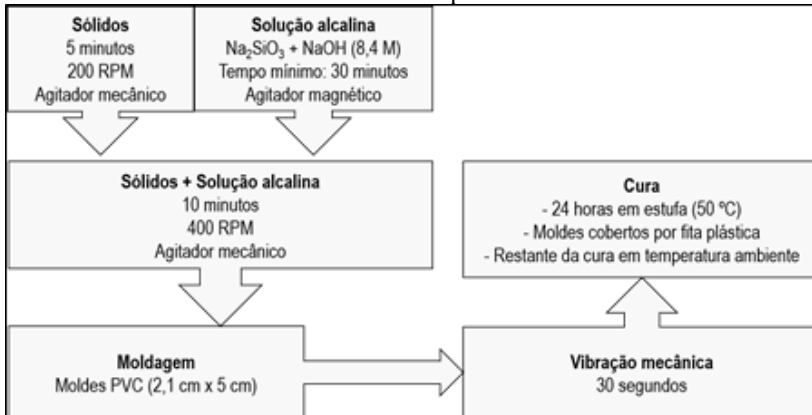 Sólidos
5 minutos
200 RPM
Agitador mecânico
Solução alcalina
Na₂SiO₃ + NaOH (8,4 M)
Tempo mínimo: 30 minutos
Agitador magnético
Sólidos + Solução alcalina
10 minutos
400 RPM
Agitador mecânico
Moldagem
Moldes PVC (2,1 cm x 5 cm)
Vibração mecânica
30 segundos
Cura
- 24 horas em estufa (50 ºC)
- Moldes cobertos por fita plástica
- Restante da cura em temperatura ambiente